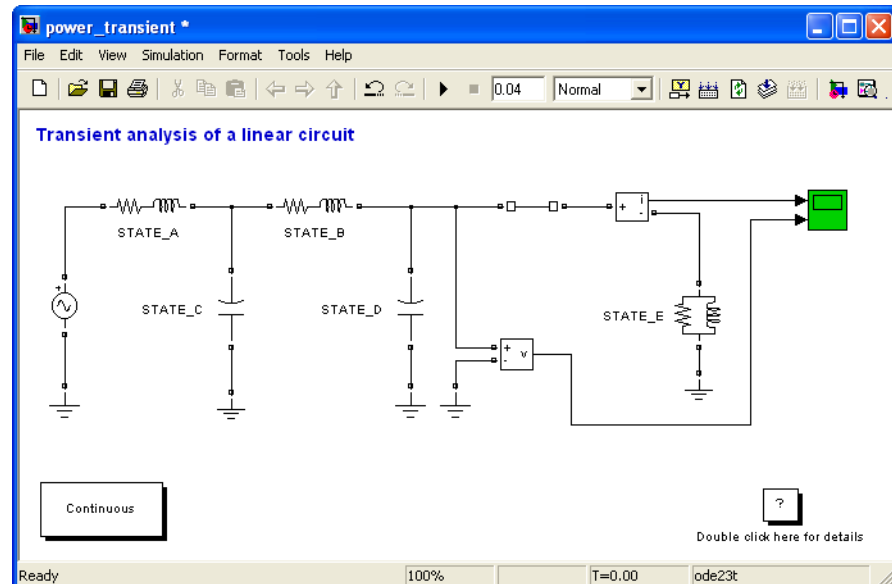 power_transient *
File Edit View Simulation Format Tools Help
0.04 Normal
Transient analysis of a linear circuit
STATE_A STATE_B
i
+ -
STATE_C STATE_D STATE_E
+
+
- v
Continuous
?
Double click here for details
Ready 100% T=0.00 ode23t